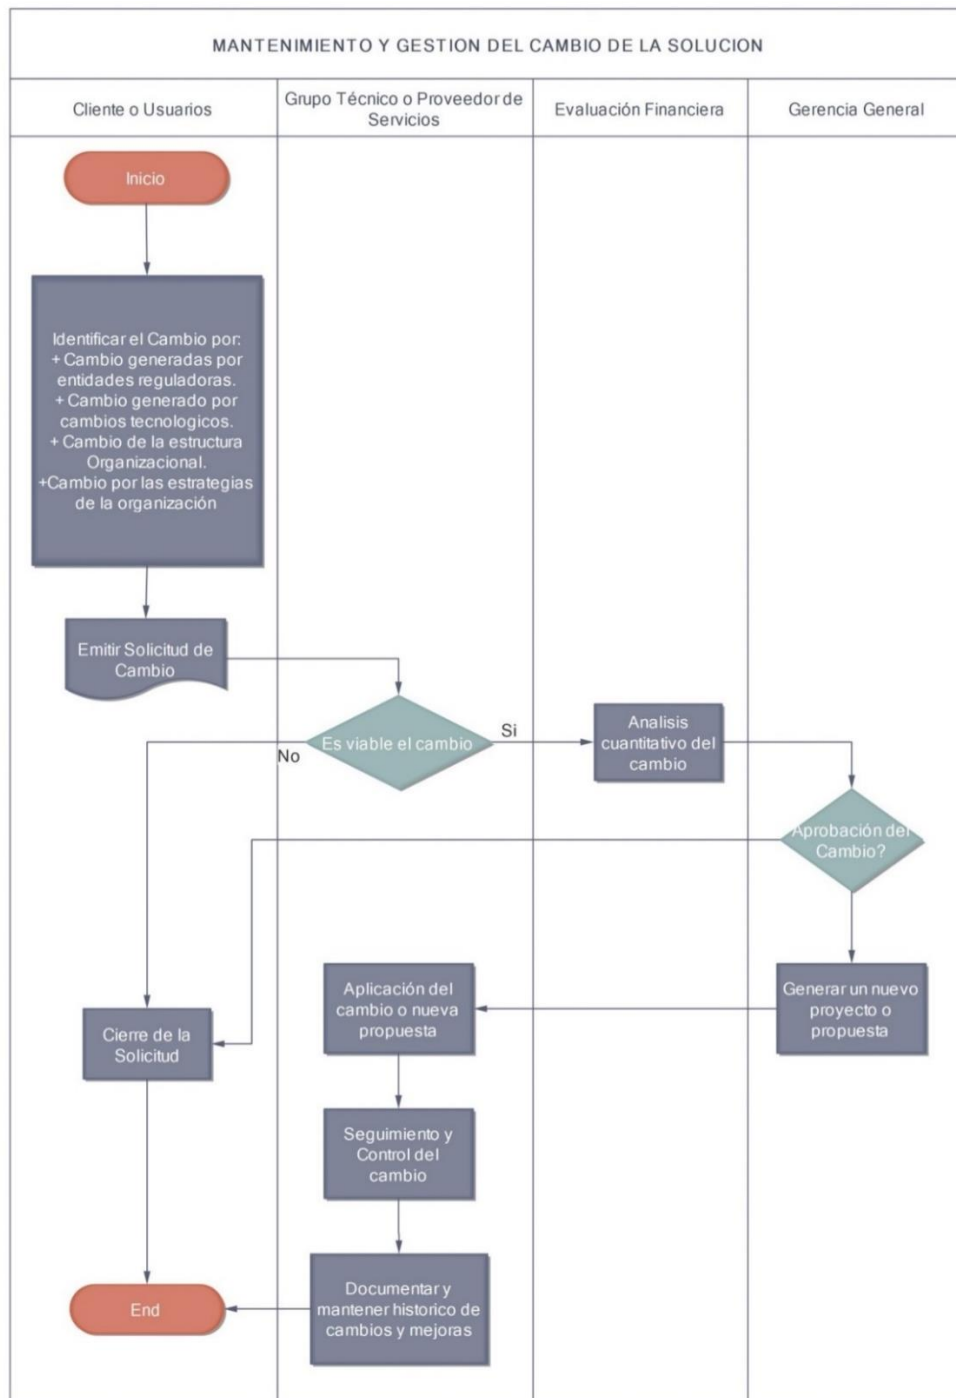 MANTENIMIENTO Y GESTION DEL CAMBIO DE LA SOLUCION
Cliente o Usuarios
Grupo Técnico o Proveedor de
Servicios
Evaluación Financiera
Gerencia General
Inicio
Identificar el Cambio por:
+ Cambio generadas por
entidades reguladoras.
+ Cambio generado por
cambios tecnologicos.
+ Cambio de la estructura
Organizacional.
+Cambio por las estrategias
de la organización
Emitir Solicitud de
Cambio
Es viable el cambio
Si
No
Analisis
cuantitativo del
cambio
Aprobación del
Cambio?
Generar un nuevo
proyecto o
propuesta
Aplicación del
cambio o nueva
propuesta
Cierre de la
Solicitud
Seguimiento y
Control del
cambio
Documentar y
mantener historico de
cambios y mejoras
End